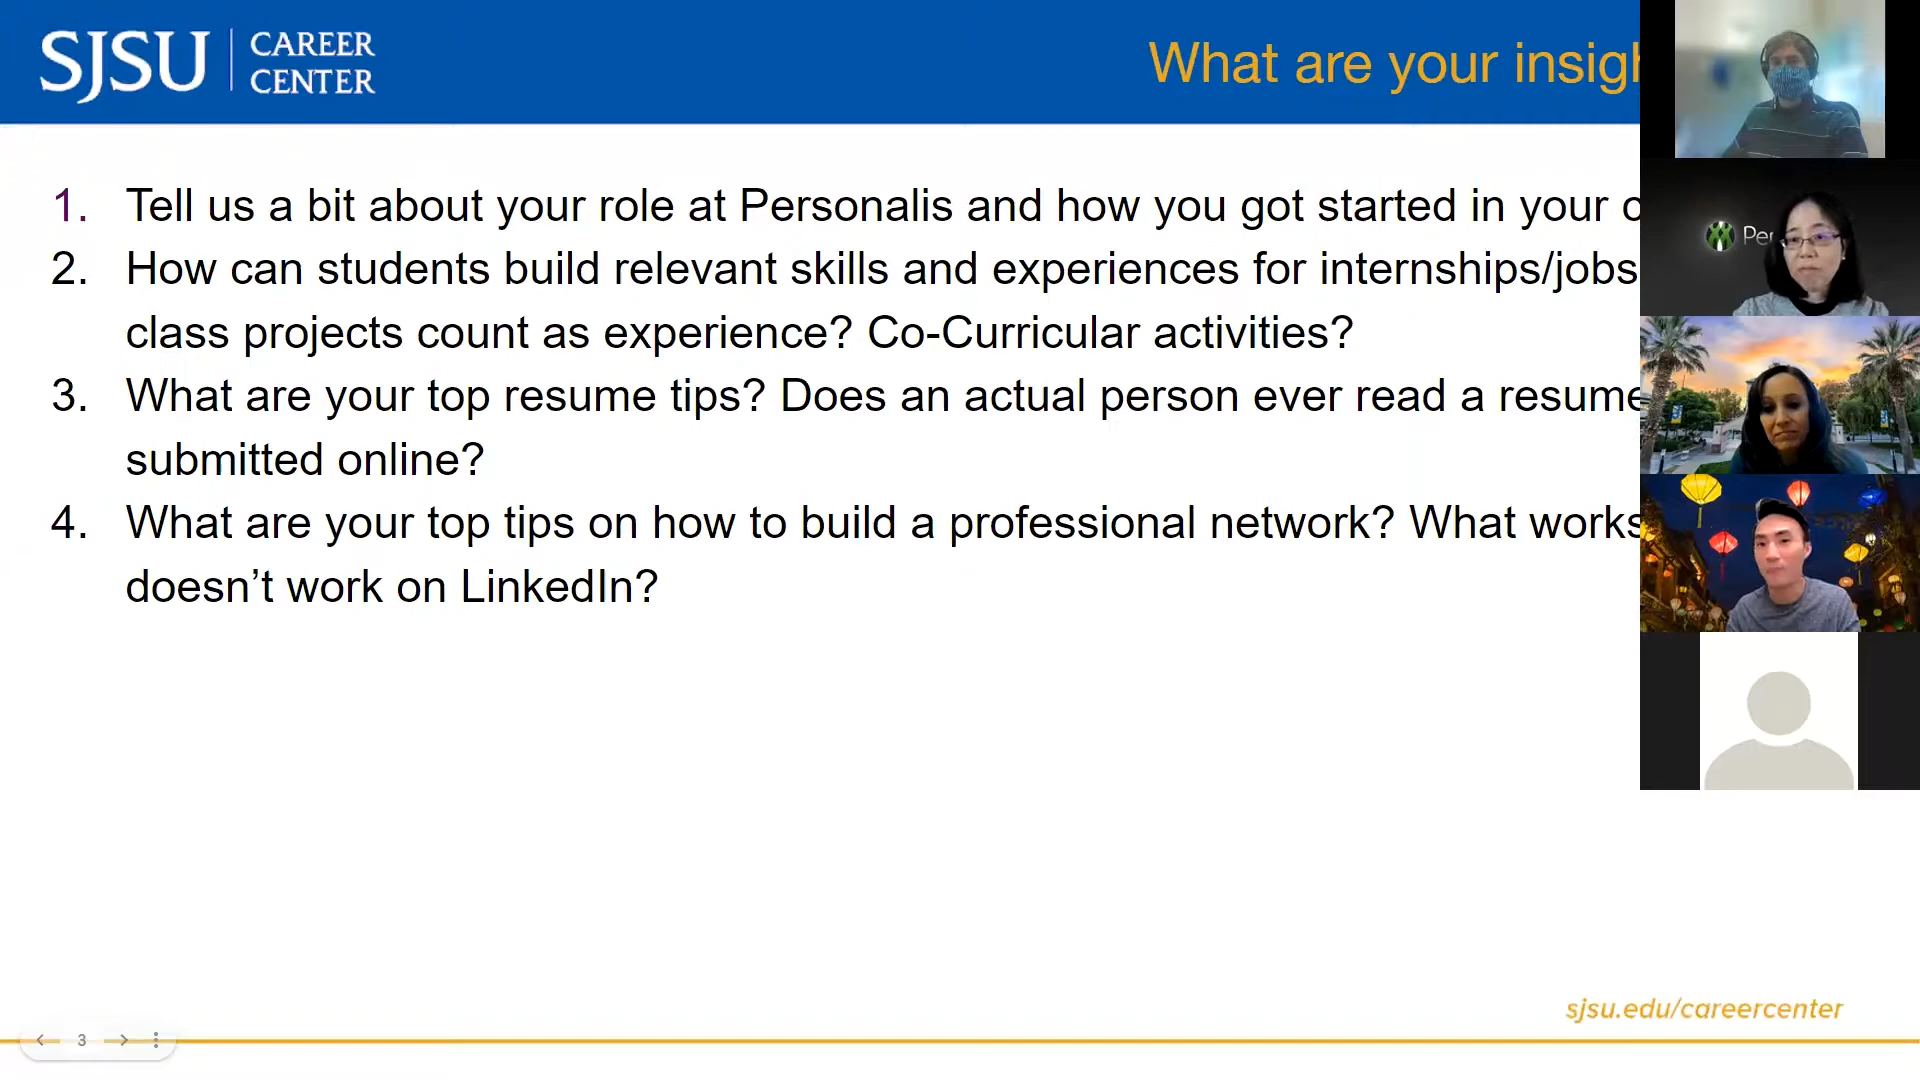 SJSU
CAREER
CENTER
What are your insigh
1. Tell us a bit about your role at Personalis and how you got started in your c
2. How can students build relevant skills and experiences for internships/jobs
class projects count as experience? Co-Curricular activities?
3. What are your top resume tips? Does an actual person ever read a resume
submitted online?
4. What are your top tips on how to build a professional network? What works
doesn’t work on LinkedIn?
Per
sjsu.edu/careercenter
3